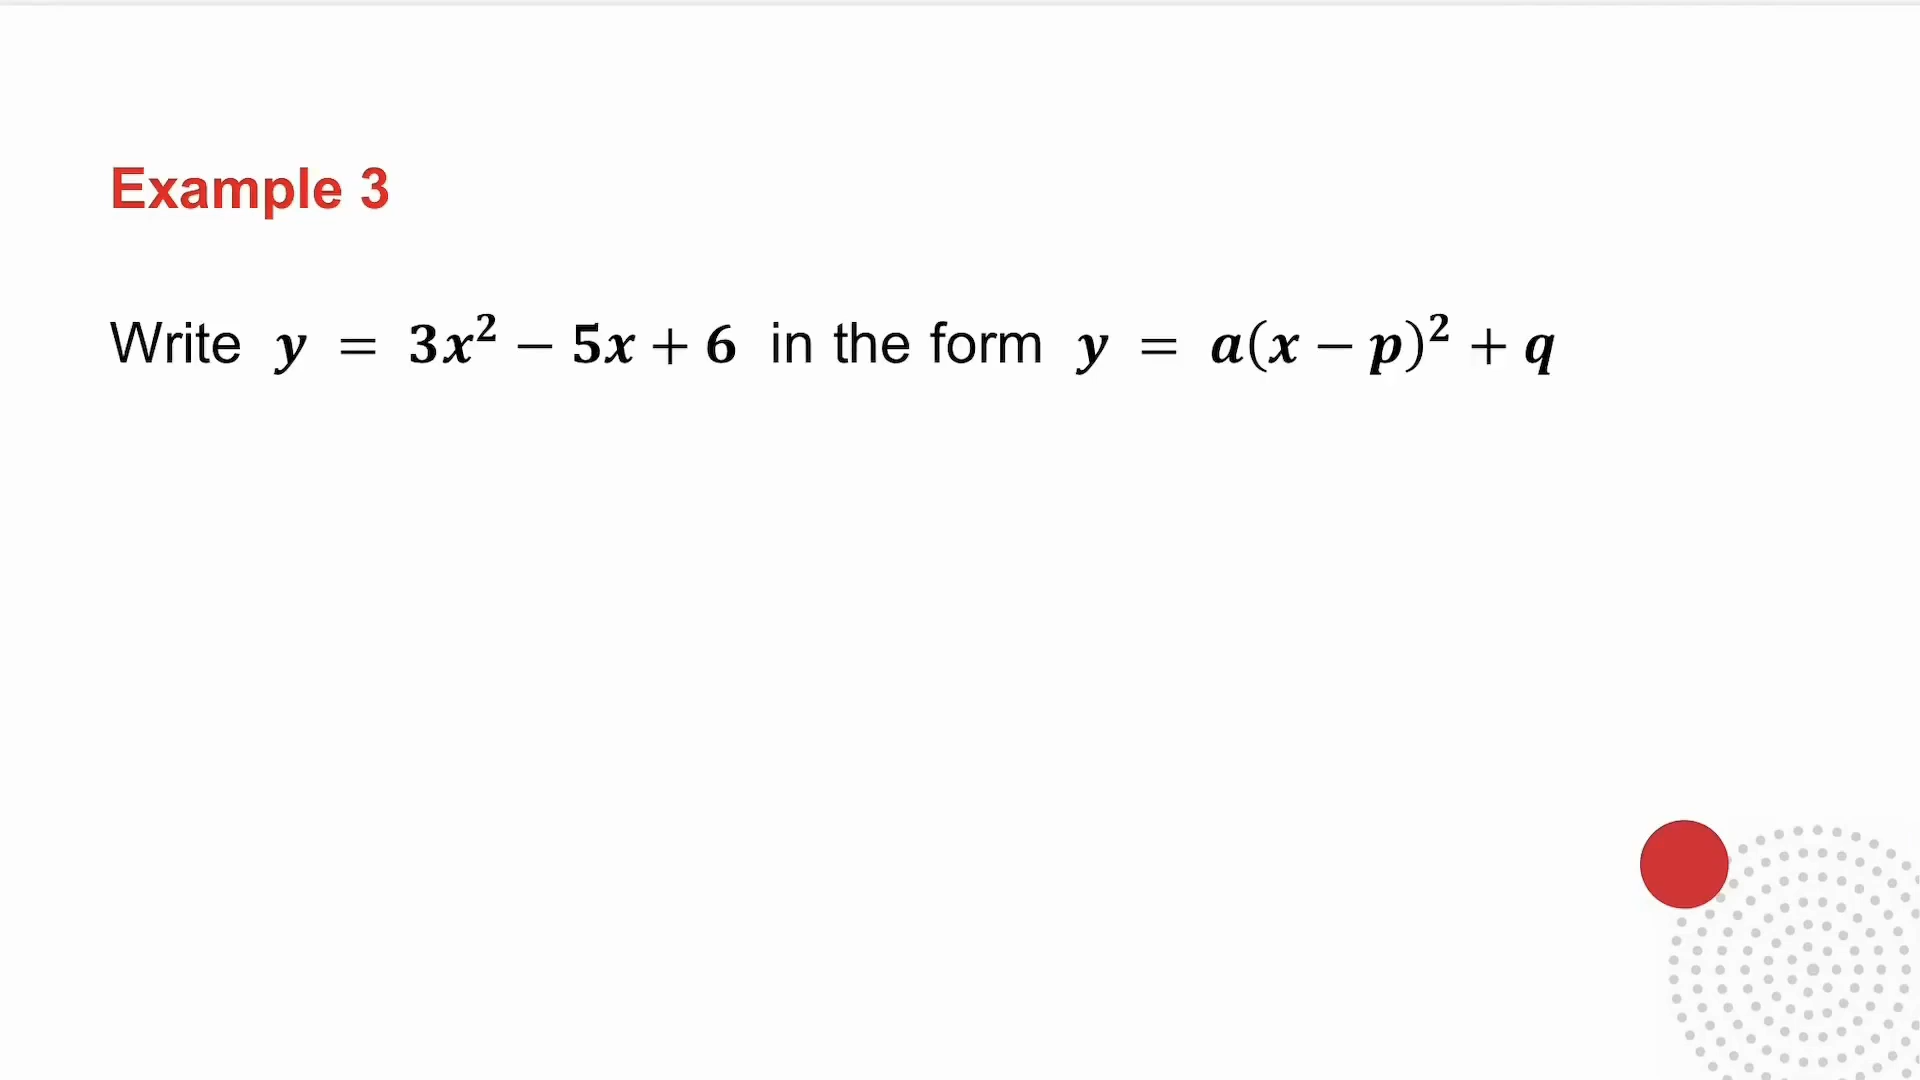 Example 3
Write y = 3x² − 5x + 6 in the form y = a(x − p)² + q